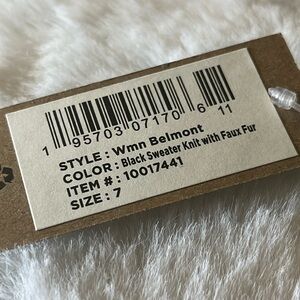 1 95703 07170 6 11
STYLE : Wmn Belmont
COLOR : Black Sweater Knit with Faux Fur
ITEM #: 10017441
SIZE : 7